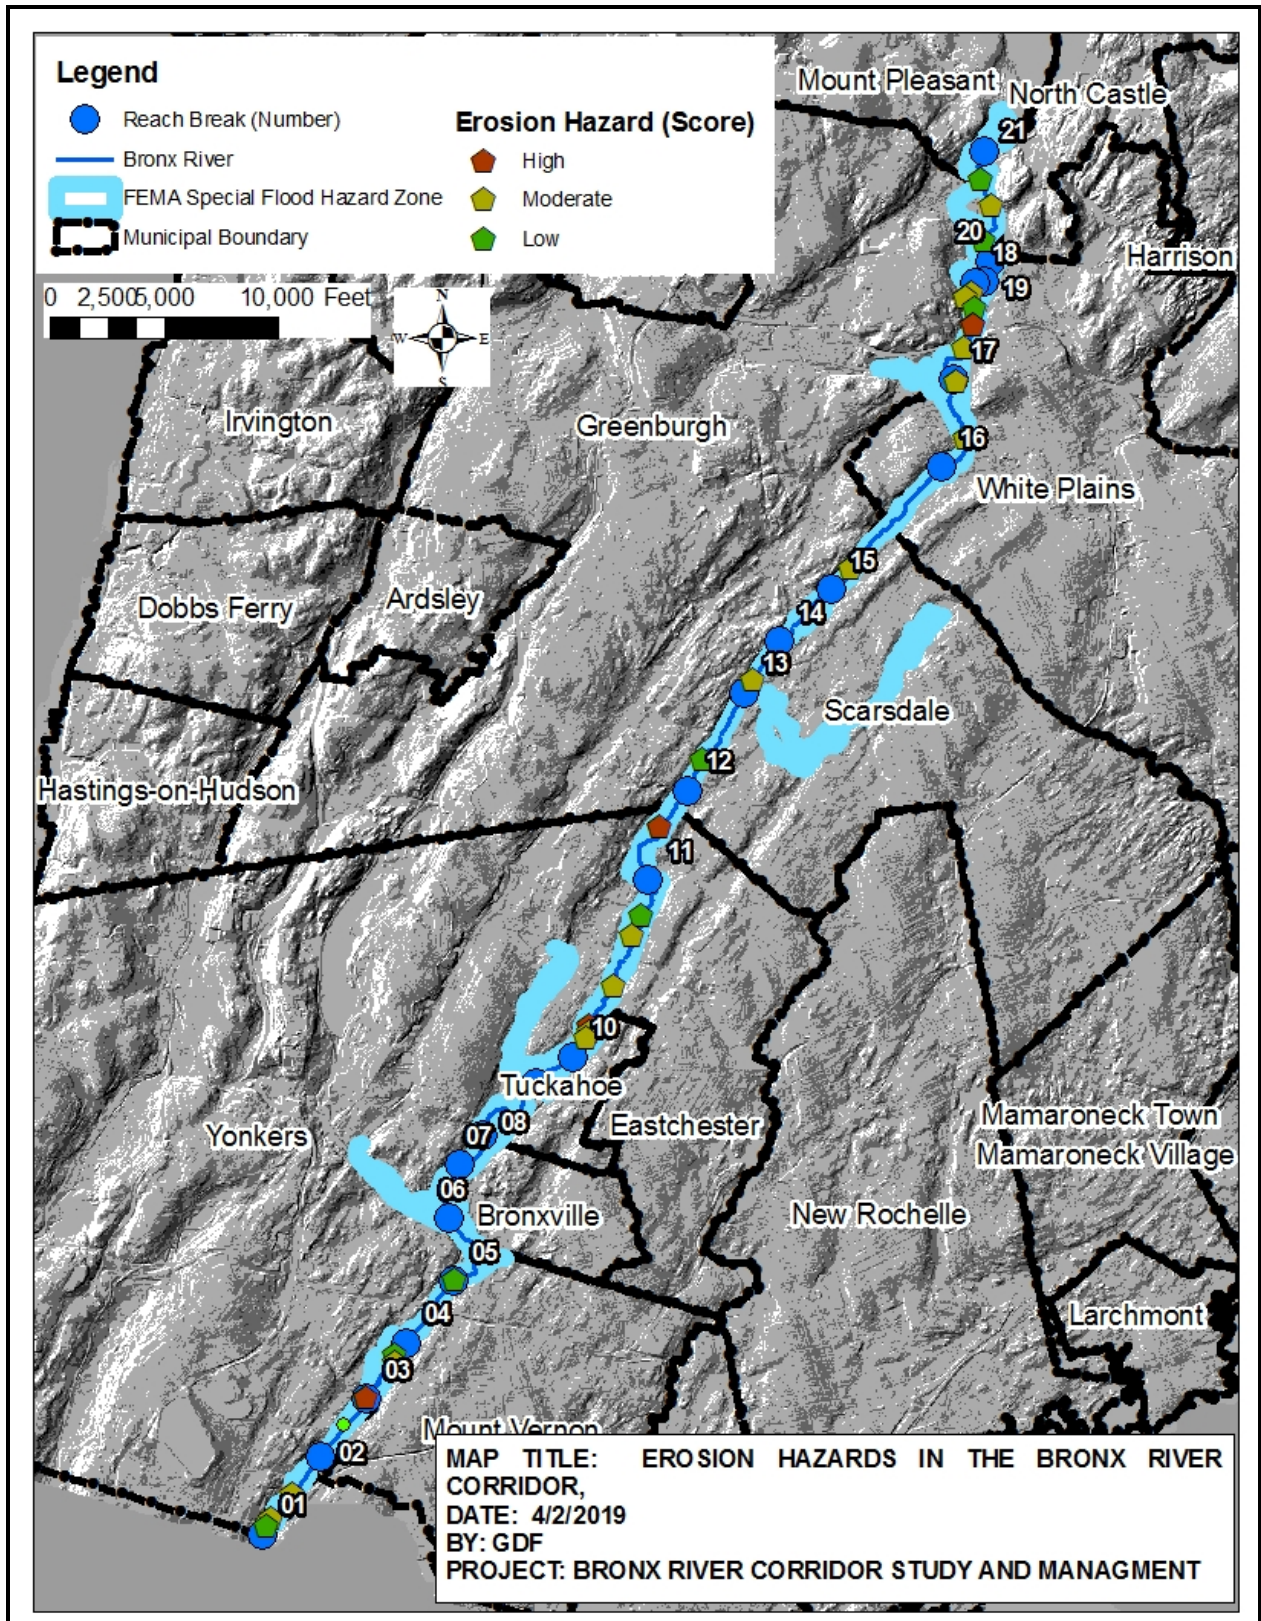 Legend
Reach Break (Number)
Bronx River
FEMA Special Flood Hazard Zone
Municipal Boundary
Erosion Hazard (Score)
High
Moderate
Low
0 2,500 5,000 10,000 Feet
N
W E
S
Mount Pleasant
North Castle
21
20
18
Harrison
19
17
Irvington
Greenburgh
16
White Plains
15
Dobbs Ferry
Ardsley
14
13
Scarsdale
12
Hastings-on-Hudson
11
10
Tuckahoe
08
07
Yonkers
Eastchester
Mamaroneck Town
Mamaroneck Village
06
Bronxville
New Rochelle
05
04
Larchmont
03
Mount Vernon
02
01
MAP TITLE: EROSION HAZARDS IN THE BRONX RIVER
CORRIDOR,
DATE: 4/2/2019
BY: GDF
PROJECT: BRONX RIVER CORRIDOR STUDY AND MANAGMENT